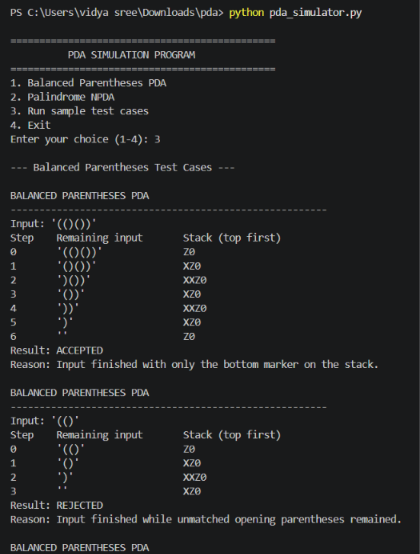 PS C:\Users\vidya sree\Downloads\pda> python pda_simulator.py
==============================================
PDA SIMULATION PROGRAM
==============================================
1. Balanced Parentheses PDA
2. Palindrome NPDA
3. Run sample test cases
4. Exit
Enter your choice (1-4): 3
--- Balanced Parentheses Test Cases ---
BALANCED PARENTHESES PDA
-------------------------------------------------------
Input: '(()())'
Step Remaining input Stack (top first)
0 '(()())' Z0
1 '()())' XZ0
2 ')())' XXZ0
3 '())' XZ0
4 '))' XXZ0
5 ')' XZ0
6 '' Z0
Result: ACCEPTED
Reason: Input finished with only the bottom marker on the stack.
BALANCED PARENTHESES PDA
-------------------------------------------------------
Input: '(()'
Step Remaining input Stack (top first)
0 '(()' Z0
1 '()' XZ0
2 ')' XXZ0
3 '' XZ0
Result: REJECTED
Reason: Input finished while unmatched opening parentheses remained.
BALANCED PARENTHESES PDA